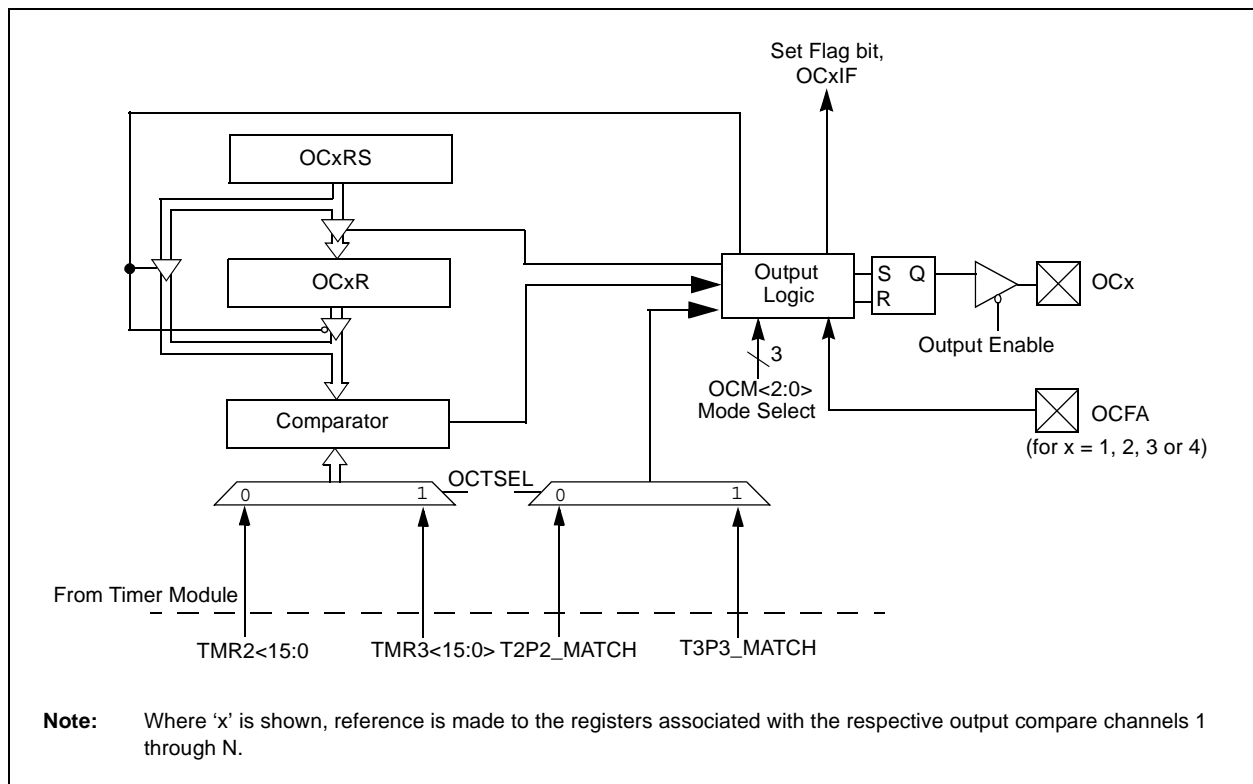 Set Flag bit,
OCxIF
OCxRS
OCxR
Output
Logic
S Q
R
OCx
Output Enable
3
OCM<2:0>
Mode Select
OCFA
(for x = 1, 2, 3 or 4)
Comparator
OCTSEL
0 1
0 1
From Timer Module
TMR2<15:0 TMR3<15:0> T2P2_MATCH T3P3_MATCH
Note: Where ‘x’ is shown, reference is made to the registers associated with the respective output compare channels 1
through N.